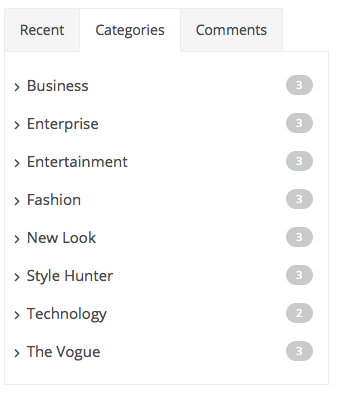 Recent Categories Comments
Business 3
Enterprise 3
Entertainment 3
Fashion 3
New Look 3
Style Hunter 3
Technology 2
The Vogue 3